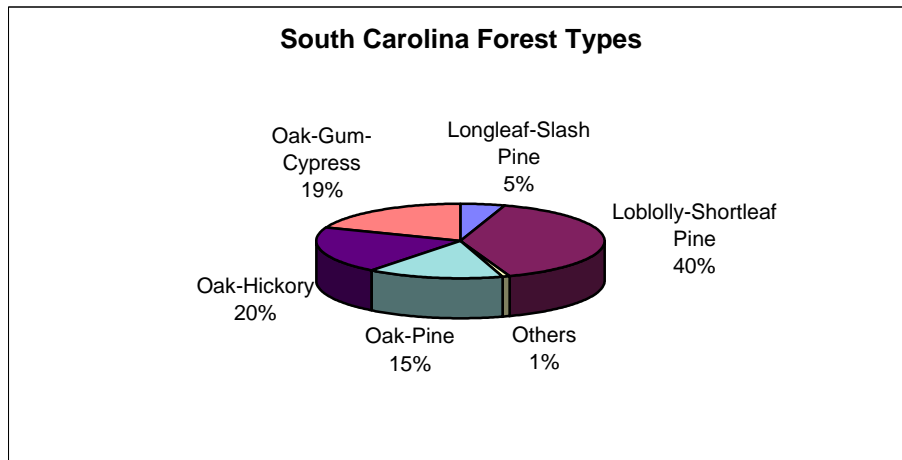 South Carolina Forest Types
Oak-Gum-
Cypress
19%
Longleaf-Slash
Pine
5%
Loblolly-Shortleaf
Pine
40%
Oak-Hickory
20%
Oak-Pine
15%
Others
1%